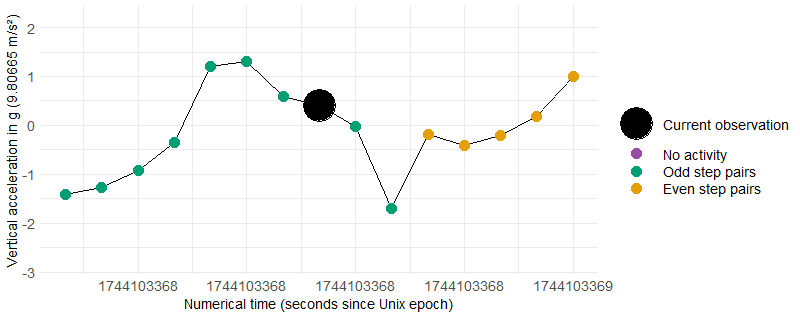 Vertical acceleration in g (9.80665 m/s²)
2
1
0
-1
-2
-3
1744103368 1744103368 1744103368 1744103368 1744103369
Numerical time (seconds since Unix epoch)
Current observation
No activity
Odd step pairs
Even step pairs